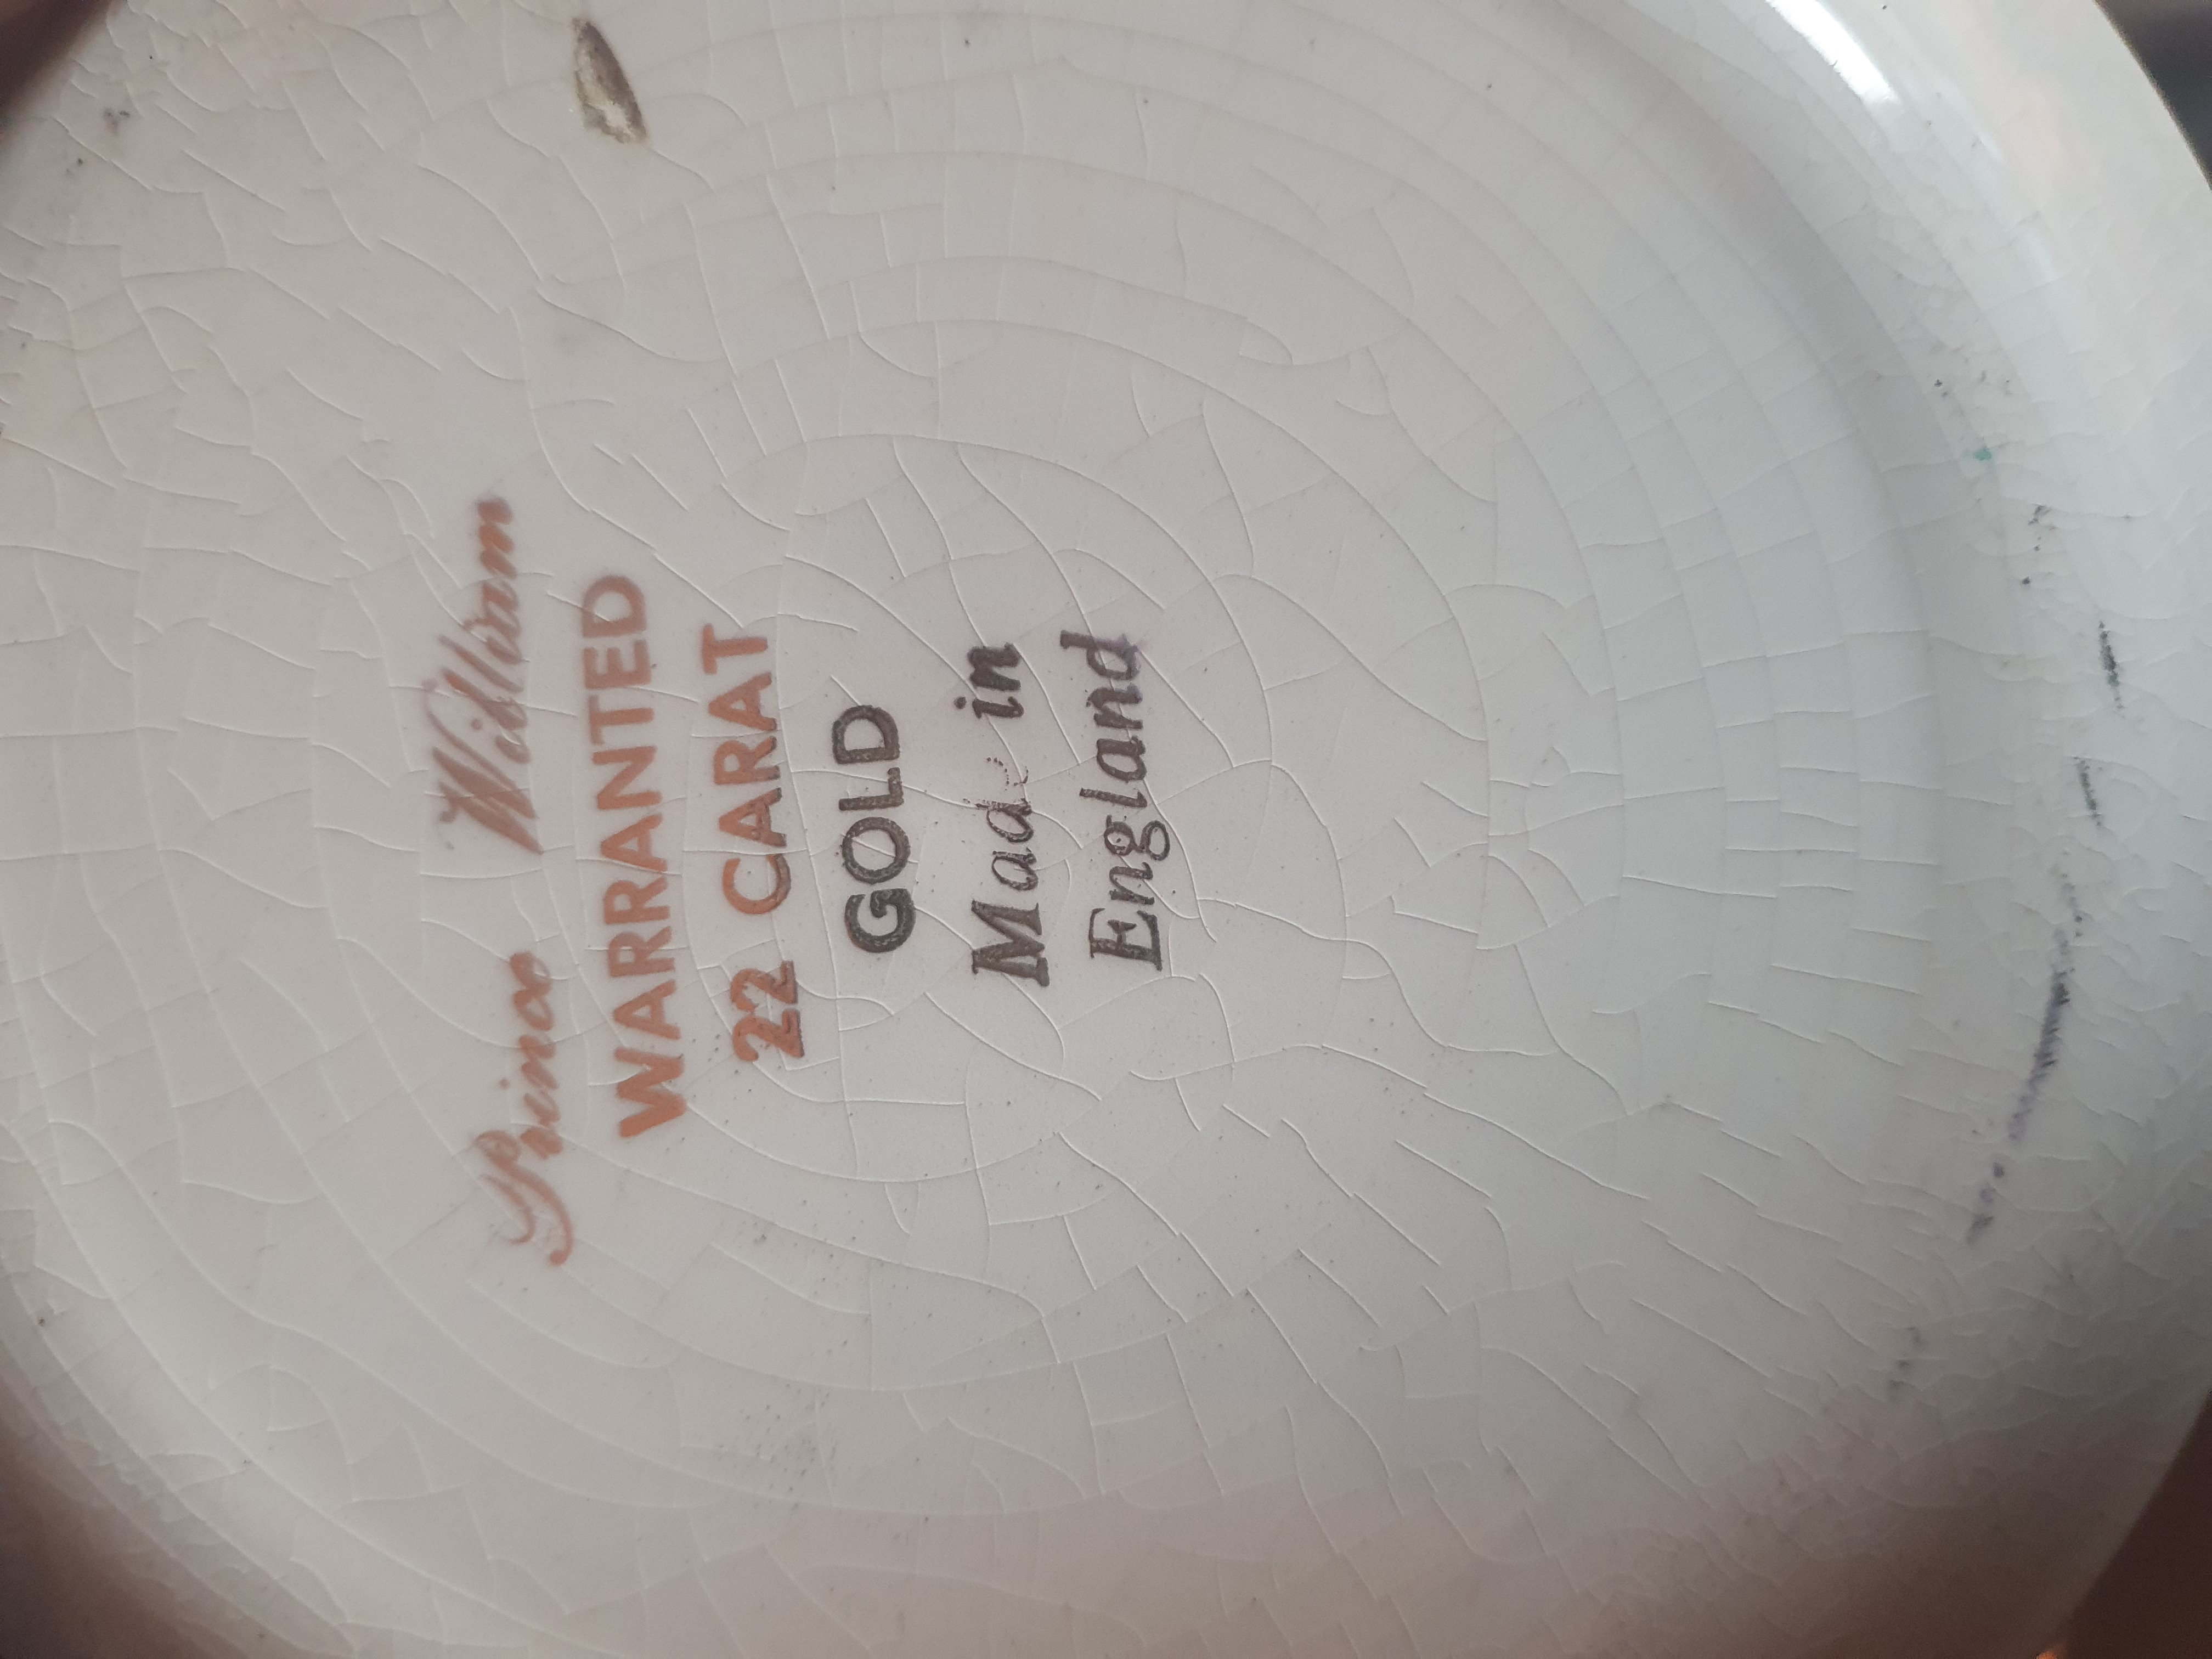 Prince William
WARRANTED
22 CARAT
GOLD
Made in
England